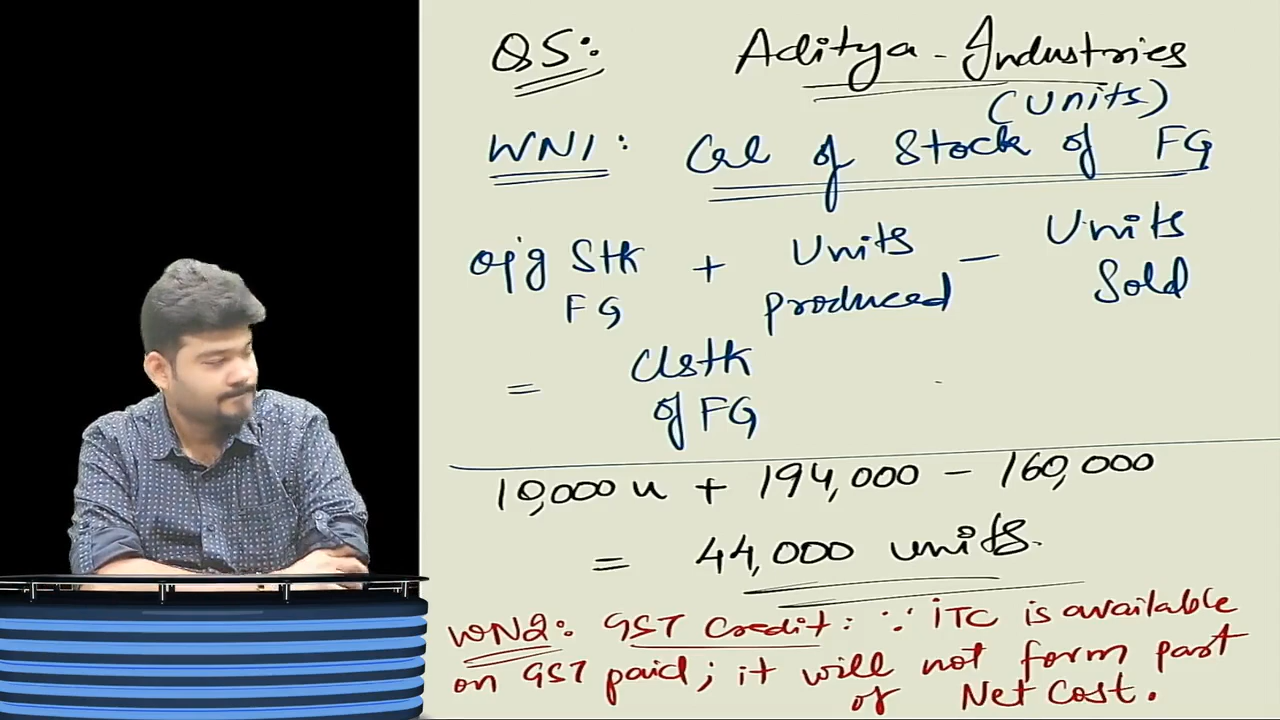 Q5: Aditya - Industries
(Units)
WN1: Cal of Stock of FG
op'g Stk FG + Units produced - Units Sold
= Clstk of FG
10,000 u + 194,000 - 160,000
= 44,000 units.
WN2: GST Credit: ∵ ITC is available
on GST paid; it will not form part
of Net Cost.